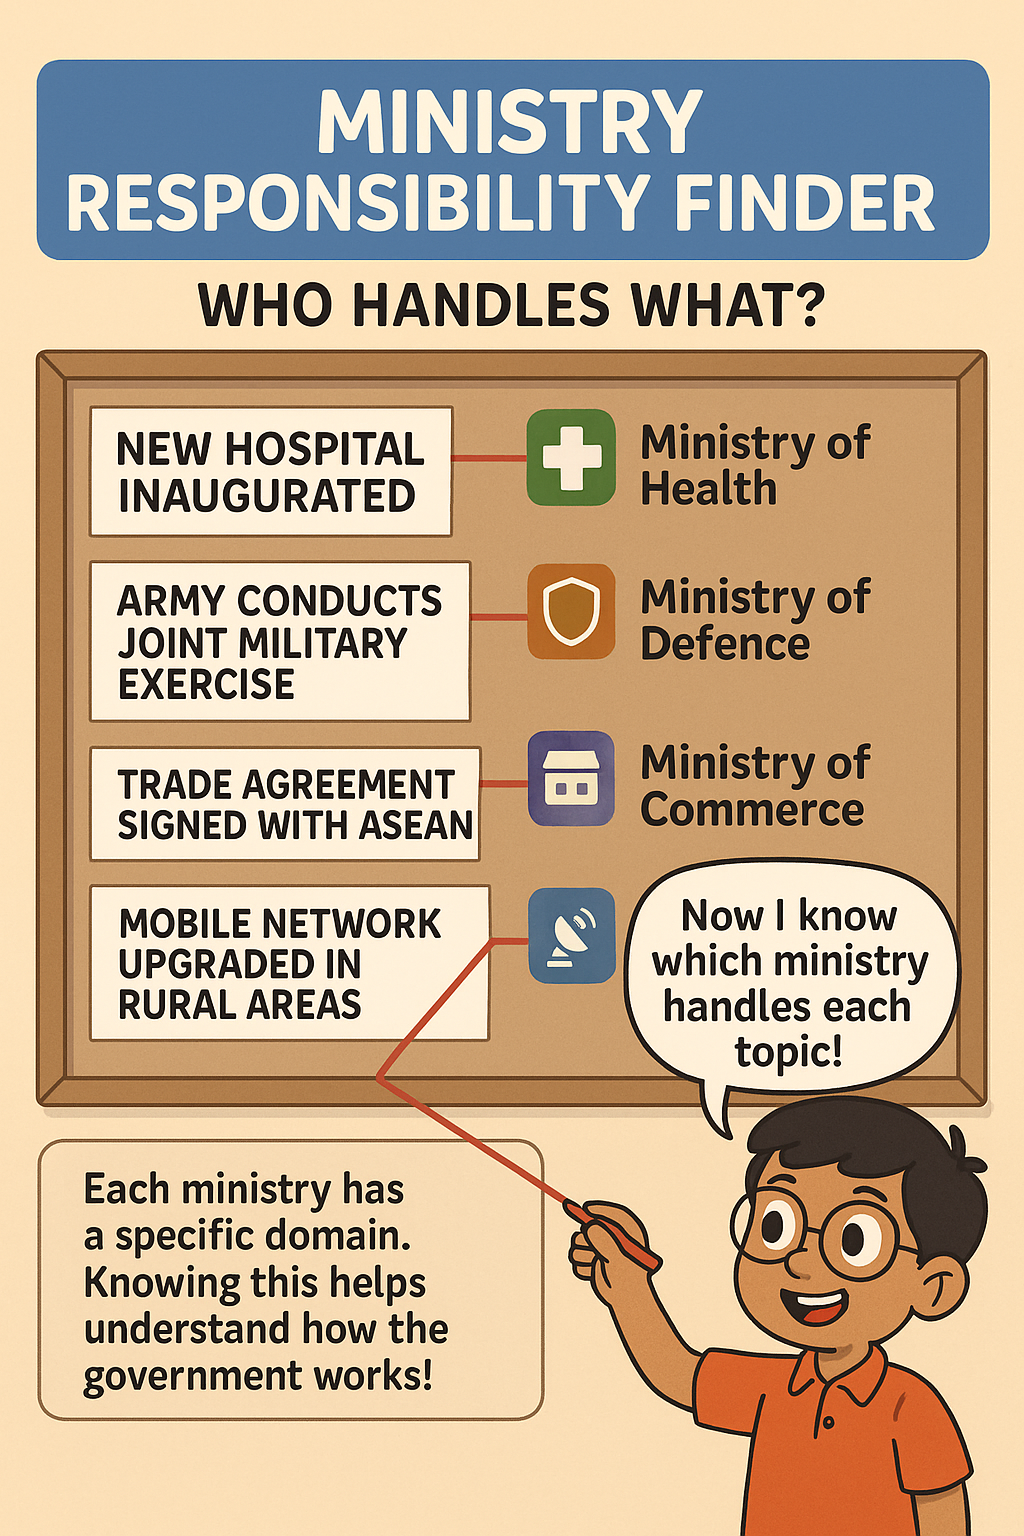 MINISTRY
RESPONSIBILITY FINDER
WHO HANDLES WHAT?
NEW HOSPITAL
INAUGURATED
Ministry of
Health
ARMY CONDUCTS
JOINT MILITARY
EXERCISE
Ministry of
Defence
TRADE AGREEMENT
SIGNED WITH ASEAN
Ministry of
Commerce
MOBILE NETWORK
UPGRADED IN
RURAL AREAS
Now I know
which ministry
handles each
topic!
Each ministry has
a specific domain.
Knowing this helps
understand how the
government works!